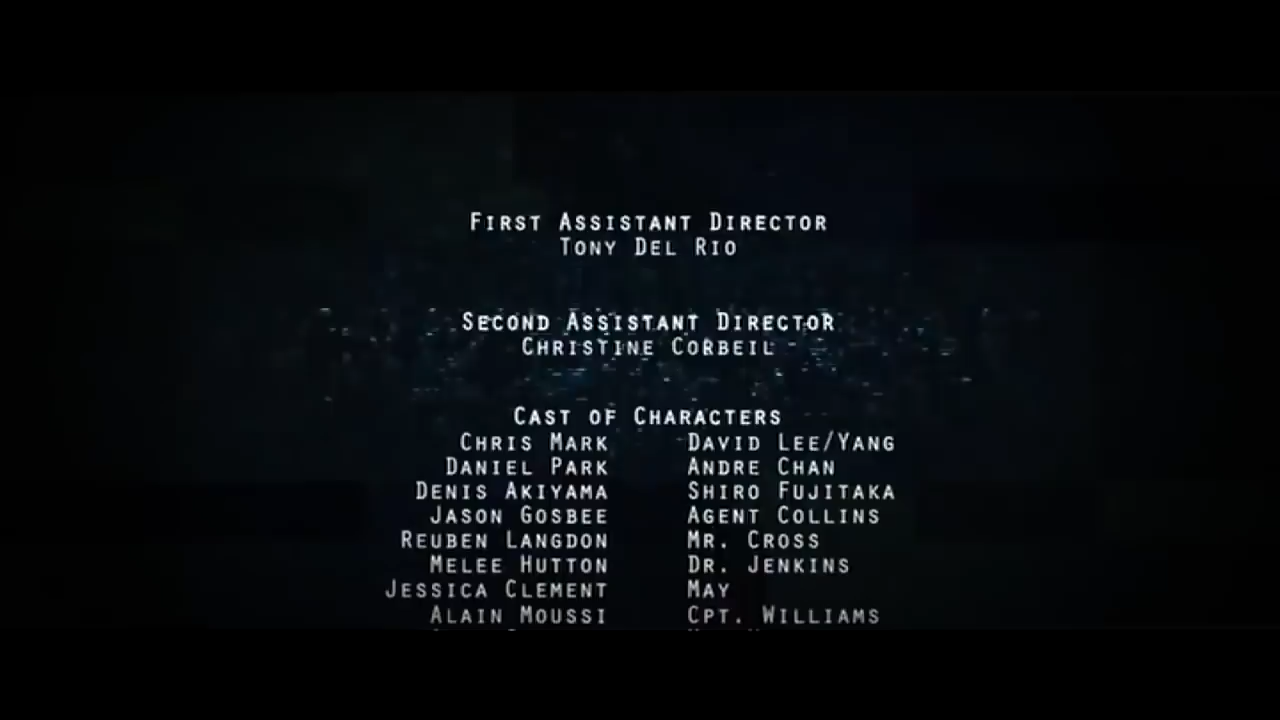 First Assistant Director
Tony Del Rio
Second Assistant Director
Christine Corbeil
Cast of Characters
Chris Mark David Lee/Yang
Daniel Park Andre Chan
Denis Akiyama Shiro Fujitaka
Jason Gosbee Agent Collins
Reuben Langdon Mr. Cross
Melee Hutton Dr. Jenkins
Jessica Clement May
Alain Moussi Cpt. Williams